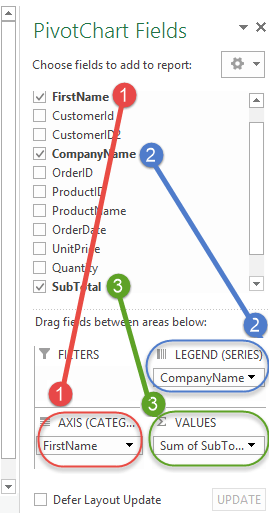 PivotChart Fields
Choose fields to add to report:
FirstName 1
CustomerId
CustomerID2
CompanyName 2
OrderID
ProductID
ProductName
OrderDate
UnitPrice
Quantity
SubTotal 3
Drag fields between areas below:
2
FILTERS
LEGEND (SERIES)
CompanyName
1
3
AXIS (CATEG...
VALUES
FirstName
Sum of SubTo...
Defer Layout Update
UPDATE